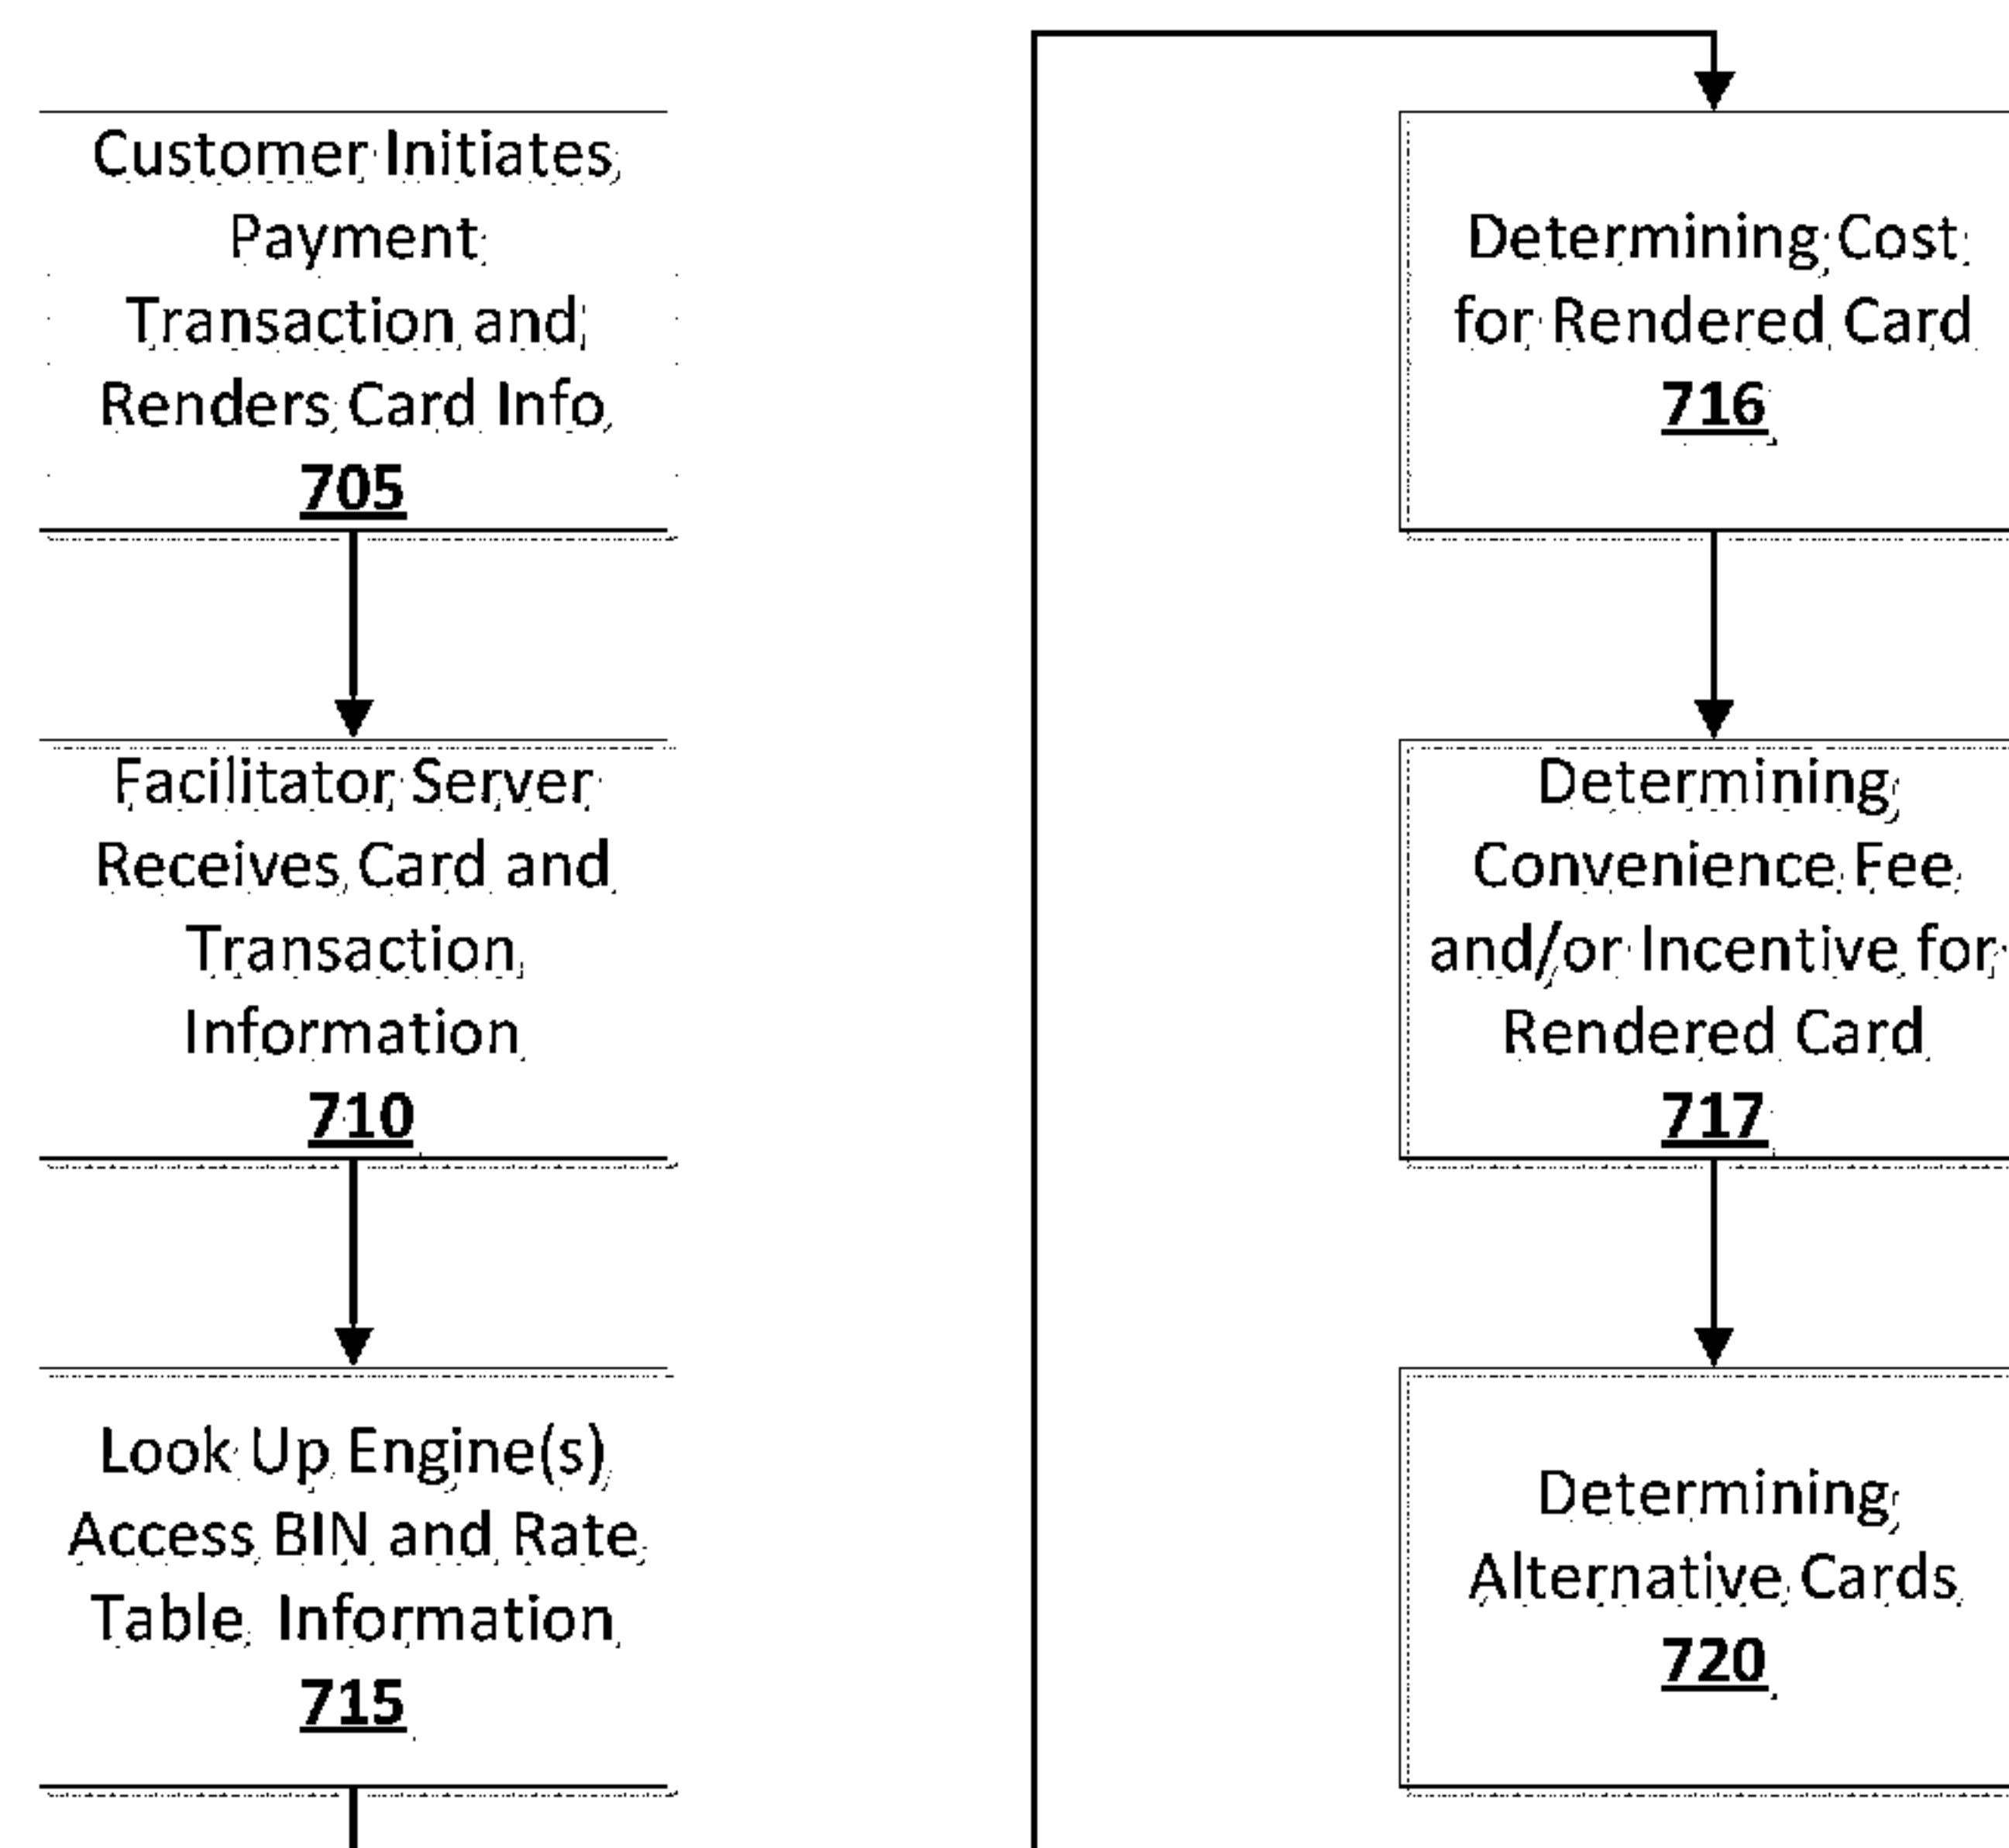 Customer Initiates
Payment
Transaction and
Renders Card Info
705
Facilitator Server
Receives Card and
Transaction
Information
710
Look Up Engine(s)
Access BIN and Rate
Table Information
715
Determining Cost
for Rendered Card
716
Determining
Convenience Fee
and/or Incentive for
Rendered Card
717
Determining
Alternative Cards
720